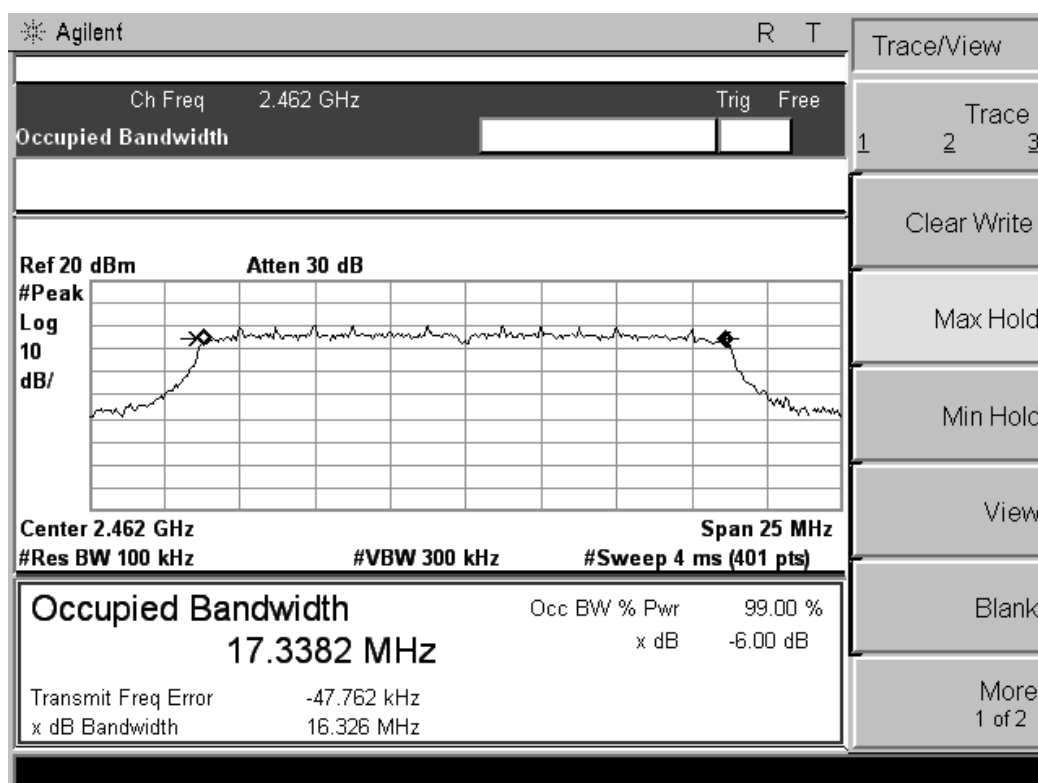 Agilent R T
Trace/View
Ch Freq 2.462 GHz Trig Free
Occupied Bandwidth
Trace
1 2 3
Clear Write
Ref 20 dBm Atten 30 dB
#Peak
Log
10
dB/
Max Hold
Min Hold
View
Center 2.462 GHz Span 25 MHz
#Res BW 100 kHz #VBW 300 kHz #Sweep 4 ms (401 pts)
Occupied Bandwidth
17.3382 MHz
Occ BW % Pwr 99.00 %
x dB -6.00 dB
Transmit Freq Error -47.762 kHz
x dB Bandwidth 16.326 MHz
Blank
More
1 of 2